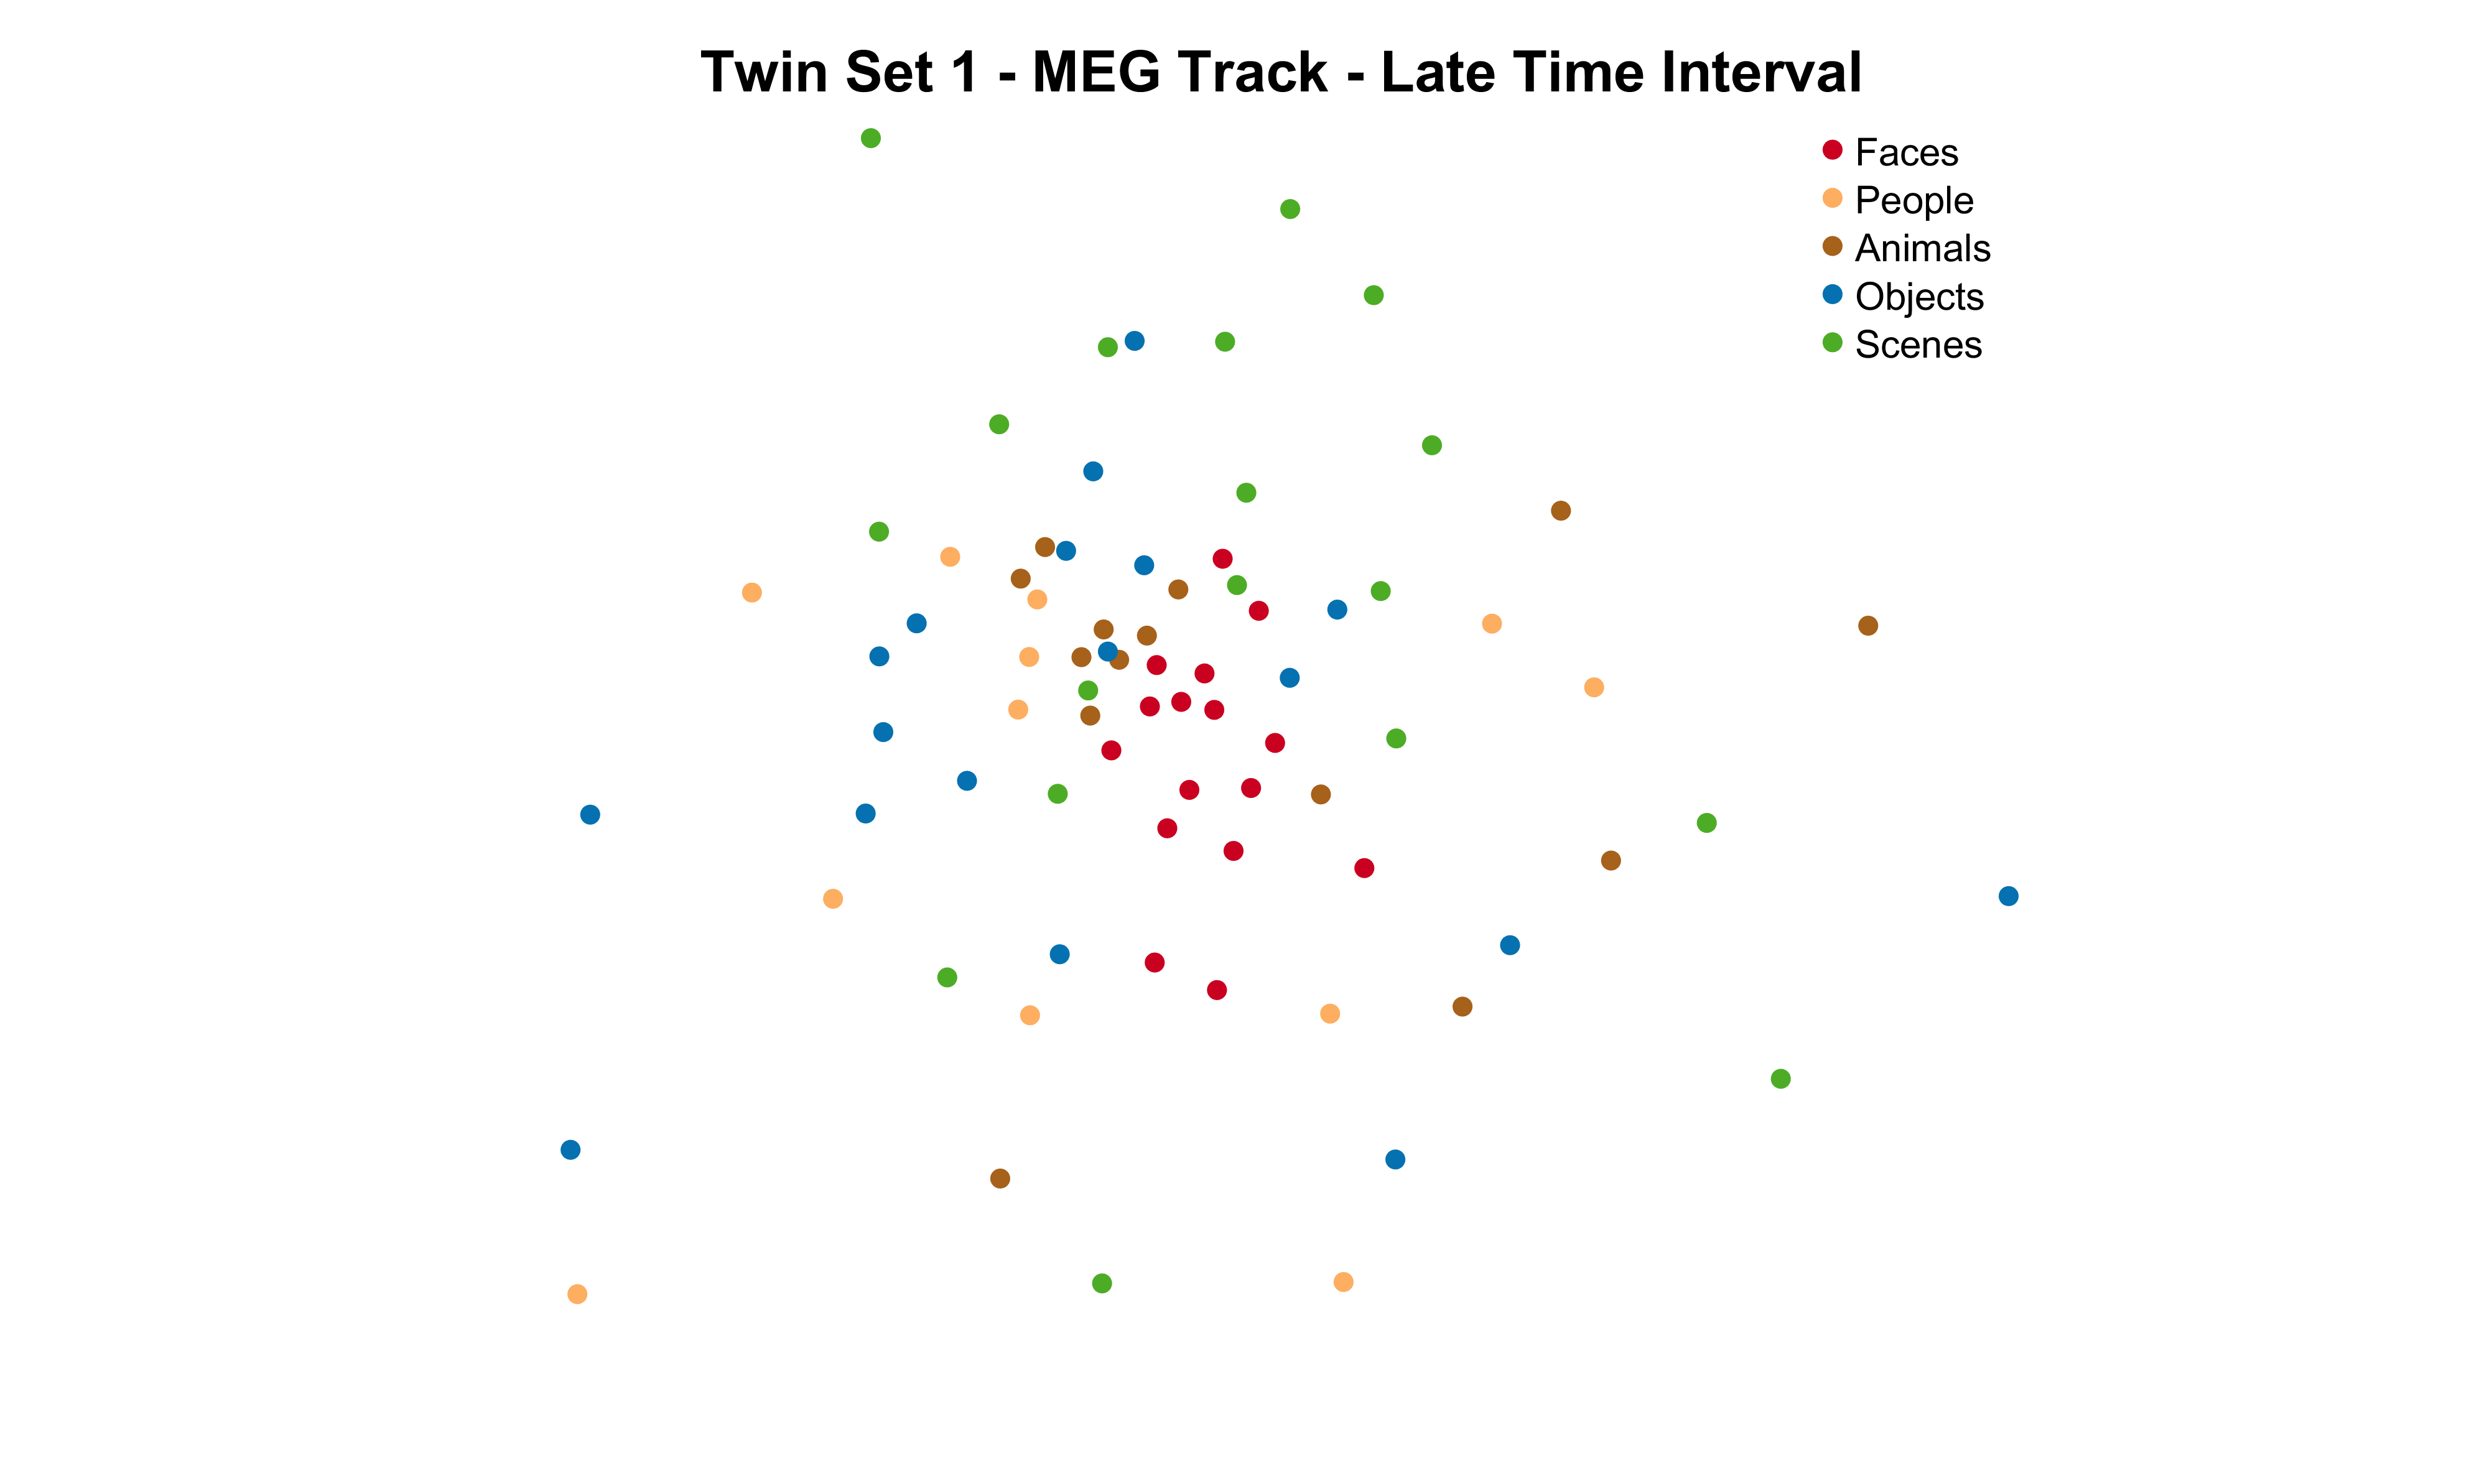 Twin Set 1 - MEG Track - Late Time Interval
Faces
People
Animals
Objects
Scenes